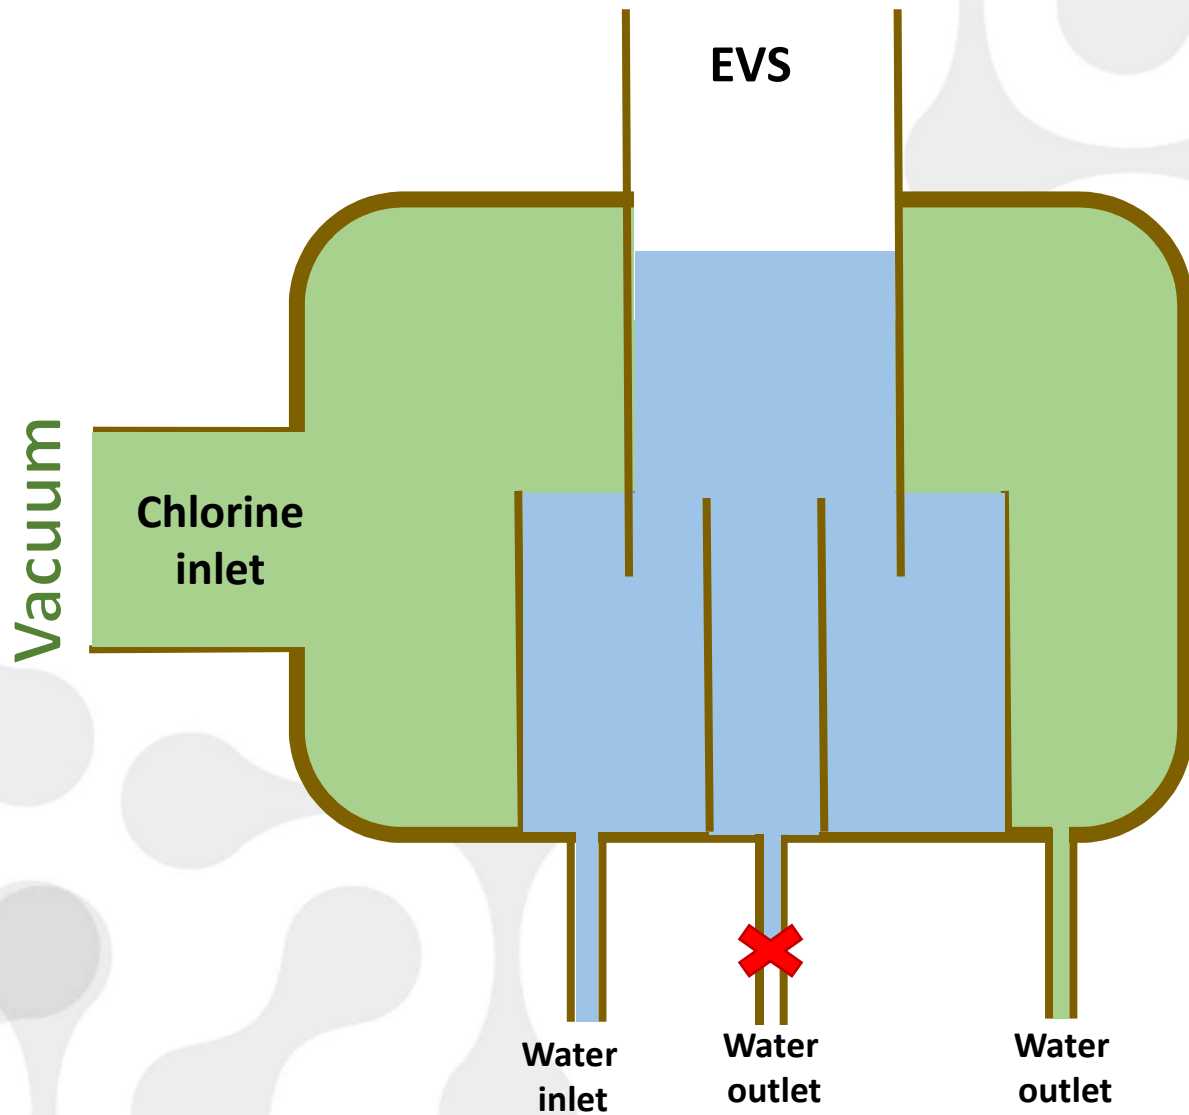 EVS
Vacuum
Chlorine
inlet
Water
inlet
Water
outlet
Water
outlet